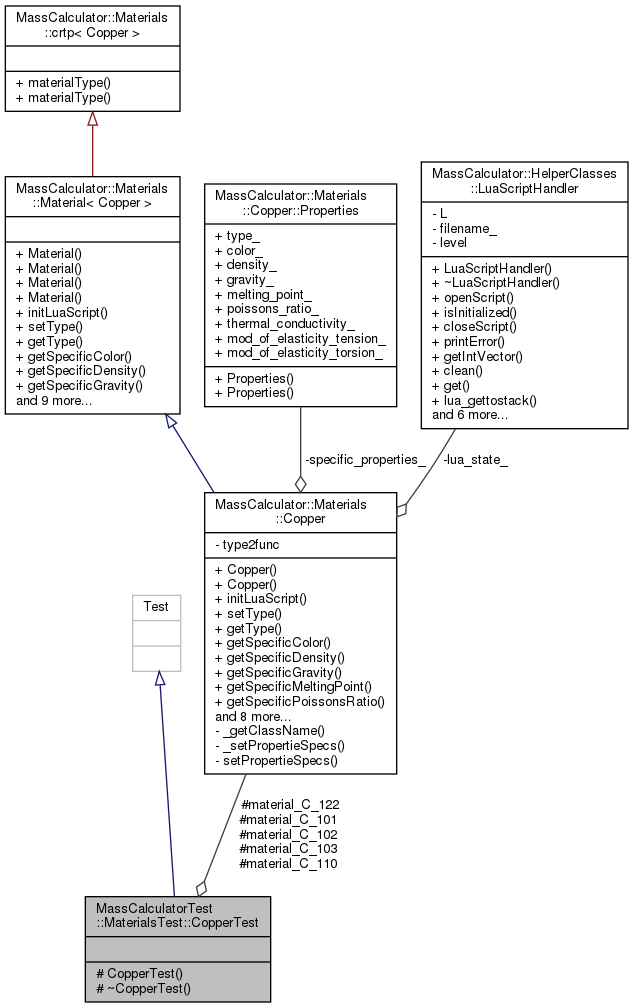 MassCalculator::Materials
::crtp< Copper >
+ materialType()
+ materialType()
MassCalculator::Materials
::Material< Copper >
+ Material()
+ Material()
+ Material()
+ Material()
+ initLuaScript()
+ setType()
+ getType()
+ getSpecificColor()
+ getSpecificDensity()
+ getSpecificGravity()
and 9 more...
MassCalculator::Materials
::Copper::Properties
+ type_
+ color_
+ density_
+ gravity_
+ melting_point_
+ poissons_ratio_
+ thermal_conductivity_
+ mod_of_elasticity_tension_
+ mod_of_elasticity_torsion_
+ Properties()
+ Properties()
MassCalculator::HelperClasses
::LuaScriptHandler
- L
- filename_
- level
+ LuaScriptHandler()
+ ~LuaScriptHandler()
+ openScript()
+ isInitialized()
+ closeScript()
+ printError()
+ getIntVector()
+ clean()
+ get()
+ lua_gettostack()
and 6 more...
-specific_properties_
-lua_state_
MassCalculator::Materials
::Copper
- type2func
+ Copper()
+ Copper()
+ initLuaScript()
+ setType()
+ getType()
+ getSpecificColor()
+ getSpecificDensity()
+ getSpecificGravity()
+ getSpecificMeltingPoint()
+ getSpecificPoissonsRatio()
and 8 more...
- _getClassName()
- _setPropertieSpecs()
- setPropertieSpecs()
Test
#material_C_122
#material_C_101
#material_C_102
#material_C_103
#material_C_110
MassCalculatorTest
::MaterialsTest::CopperTest
# CopperTest()
# ~CopperTest()